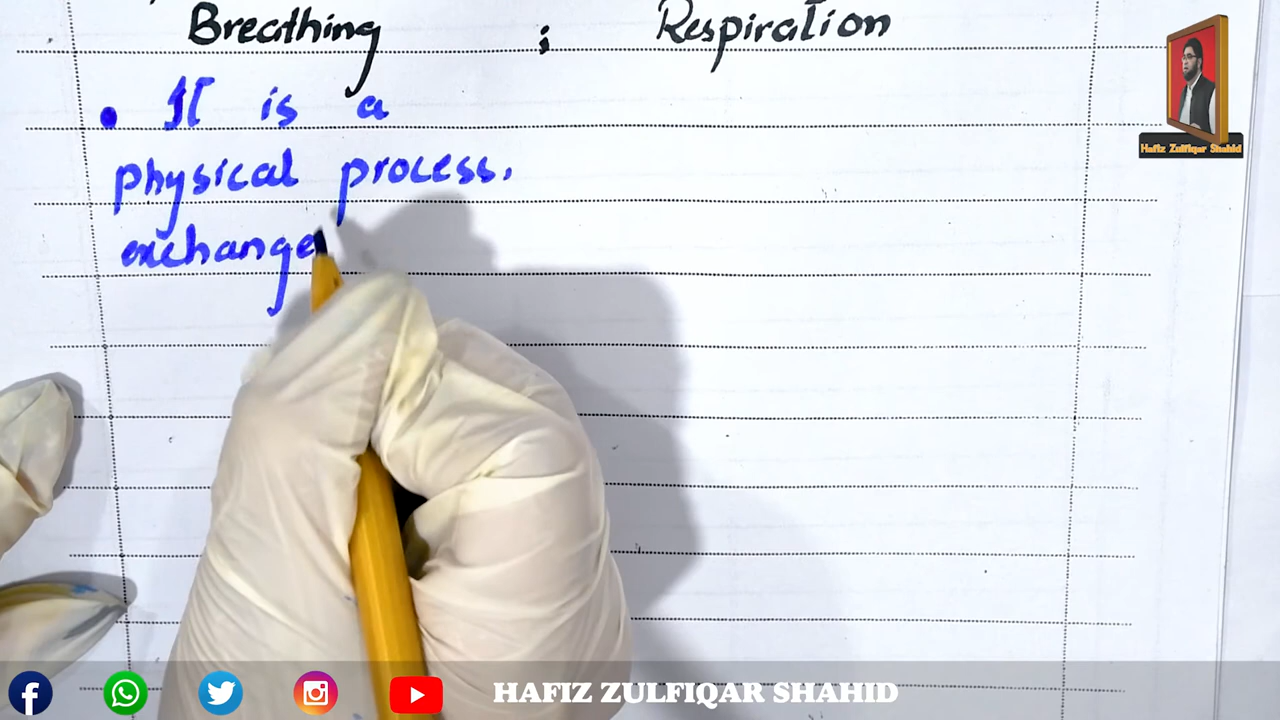 Breathing ; Respiration
• It is a
physical process.
exchange
Hafiz Zulfiqar Shahid
HAFIZ ZULFIQAR SHAHID